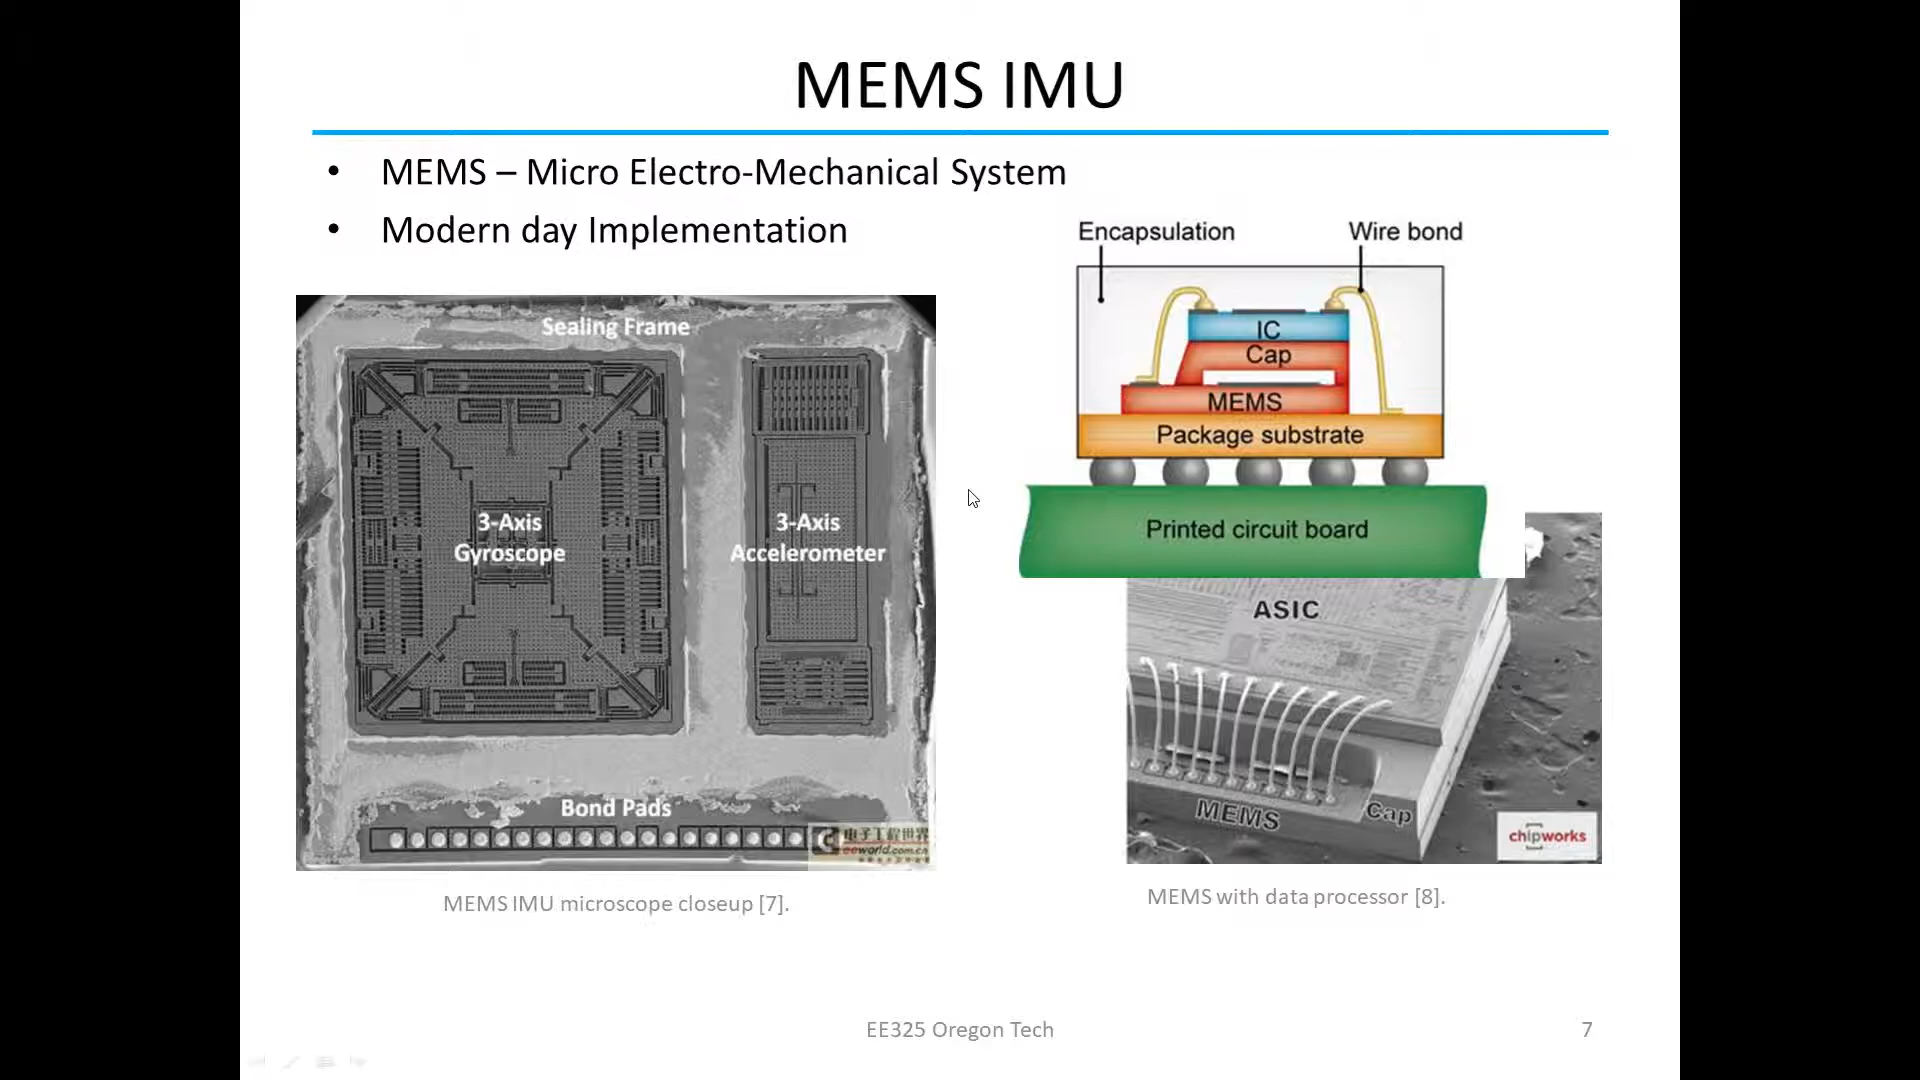 MEMS IMU
• MEMS – Micro Electro-Mechanical System
• Modern day Implementation
Encapsulation
Wire bond
IC
Cap
MEMS
Package substrate
Printed circuit board
Sealing Frame
3-Axis
Gyroscope
3-Axis
Accelerometer
Bond Pads
电子工程世界
eeworld.com.cn
ASIC
MEMS
Cap
chipworks
MEMS IMU microscope closeup [7].
MEMS with data processor [8].
EE325 Oregon Tech
7